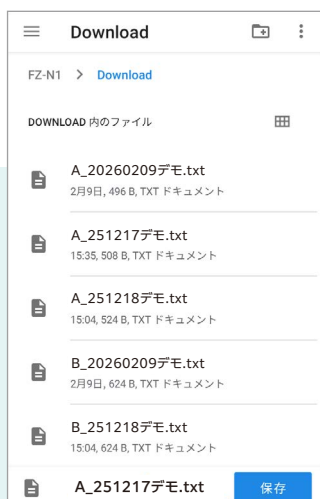 Download
FZ-N1 > Download
DOWNLOAD 内のファイル
A_20260209デモ.txt
2月9日, 496 B, TXT ドキュメント
A_251217デモ.txt
15:35, 508 B, TXT ドキュメント
A_251218デモ.txt
15:04, 524 B, TXT ドキュメント
B_20260209デモ.txt
2月9日, 624 B, TXT ドキュメント
B_251218デモ.txt
15:04, 624 B, TXT ドキュメント
A_251217デモ.txt 保存